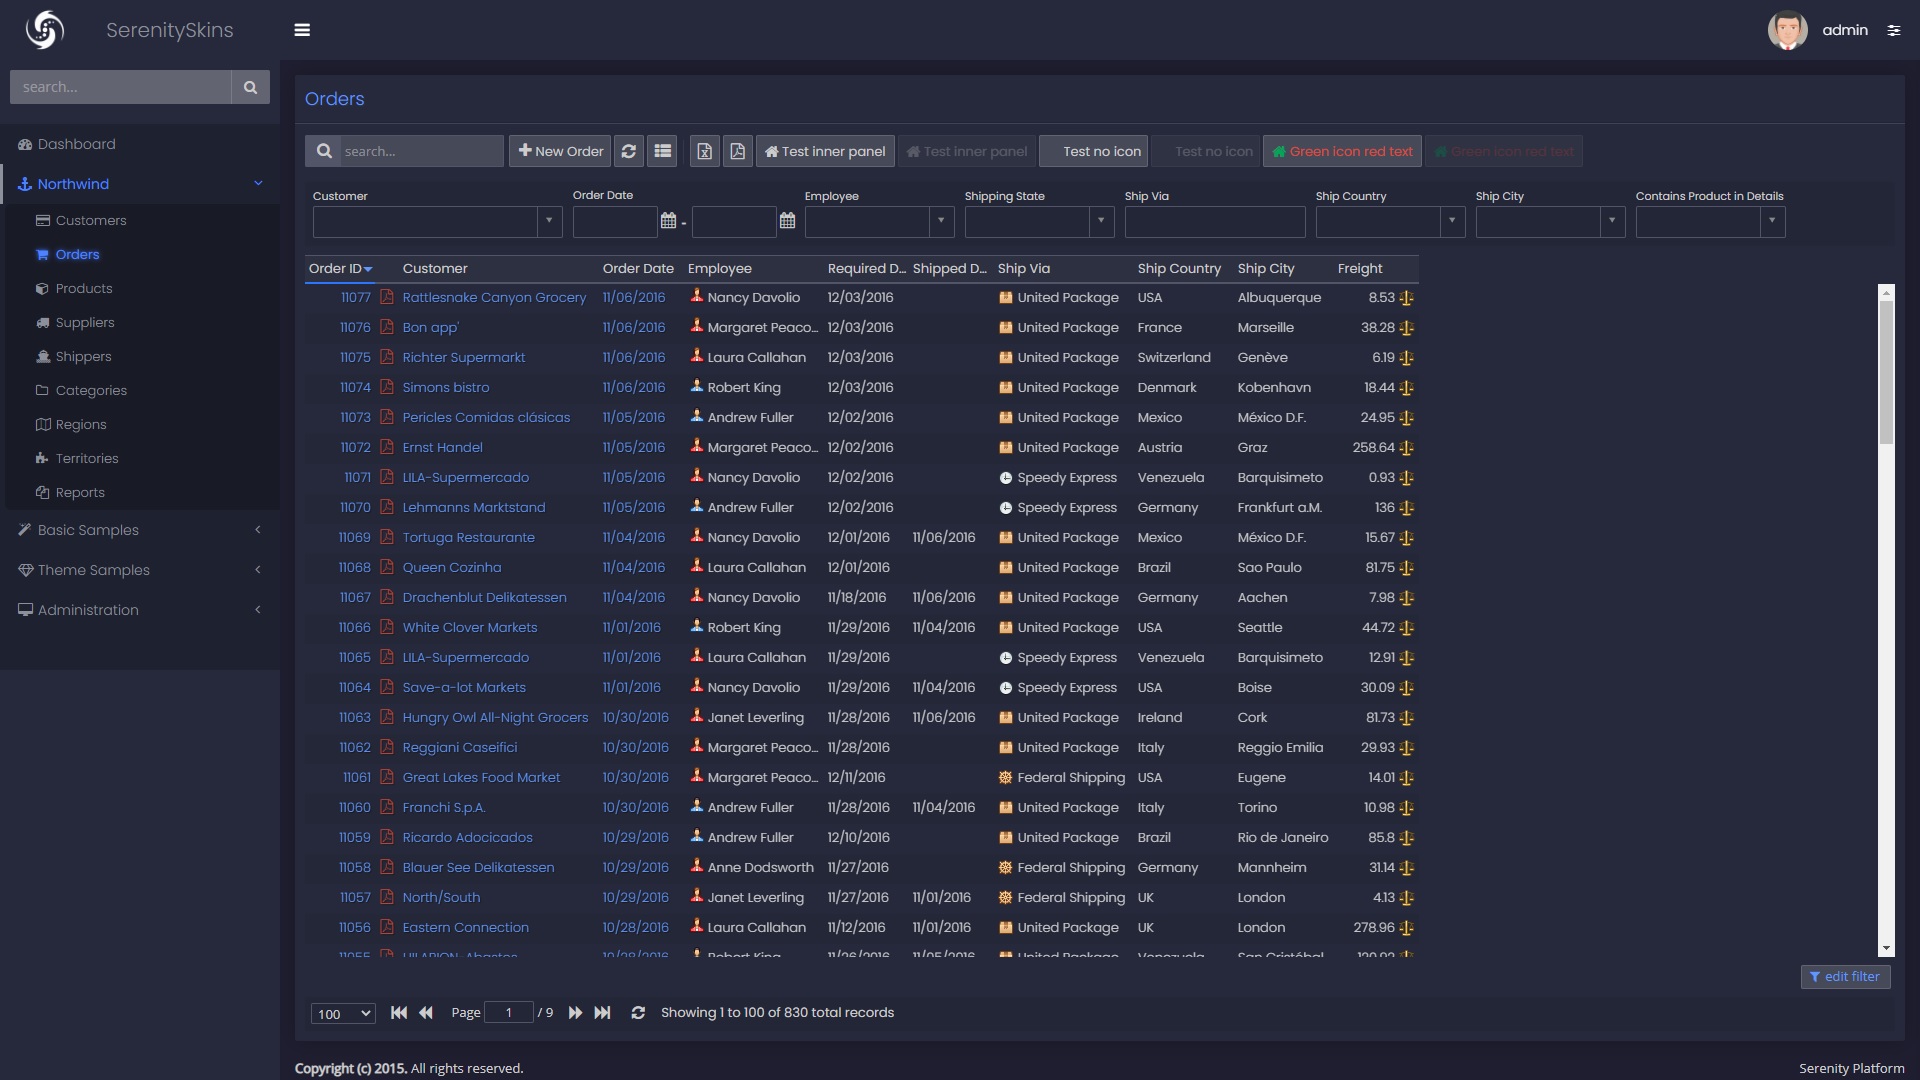 SerenitySkins
admin
search...
Dashboard
Northwind
Customers
Orders
Products
Suppliers
Shippers
Categories
Regions
Territories
Reports
Basic Samples
Theme Samples
Administration
Orders
search... New Order Test inner panel Test inner panel Test no icon Test no icon Green icon red text Green icon red text
Customer Order Date Employee Shipping State Ship Via Ship Country Ship City Contains Product in Details
-
Order ID Customer Order Date Employee Required D... Shipped D... Ship Via Ship Country Ship City Freight
11077 Rattlesnake Canyon Grocery 11/06/2016 Nancy Davolio 12/03/2016 United Package USA Albuquerque 8.53
11076 Bon app' 11/06/2016 Margaret Peaco... 12/03/2016 United Package France Marseille 38.28
11075 Richter Supermarkt 11/06/2016 Laura Callahan 12/03/2016 United Package Switzerland Genève 6.19
11074 Simons bistro 11/06/2016 Robert King 12/03/2016 United Package Denmark Kobenhavn 18.44
11073 Pericles Comidas clásicas 11/05/2016 Andrew Fuller 12/02/2016 United Package Mexico México D.F. 24.95
11072 Ernst Handel 11/05/2016 Margaret Peaco... 12/02/2016 United Package Austria Graz 258.64
11071 LILA-Supermercado 11/05/2016 Nancy Davolio 12/02/2016 Speedy Express Venezuela Barquisimeto 0.93
11070 Lehmanns Marktstand 11/05/2016 Andrew Fuller 12/02/2016 Speedy Express Germany Frankfurt a.M. 136
11069 Tortuga Restaurante 11/04/2016 Nancy Davolio 12/01/2016 11/06/2016 United Package Mexico México D.F. 15.67
11068 Queen Cozinha 11/04/2016 Laura Callahan 12/01/2016 United Package Brazil Sao Paulo 81.75
11067 Drachenblut Delikatessen 11/04/2016 Nancy Davolio 11/18/2016 11/06/2016 United Package Germany Aachen 7.98
11066 White Clover Markets 11/01/2016 Robert King 11/29/2016 11/04/2016 United Package USA Seattle 44.72
11065 LILA-Supermercado 11/01/2016 Laura Callahan 11/29/2016 Speedy Express Venezuela Barquisimeto 12.91
11064 Save-a-lot Markets 11/01/2016 Nancy Davolio 11/29/2016 11/04/2016 Speedy Express USA Boise 30.09
11063 Hungry Owl All-Night Grocers 10/30/2016 Janet Leverling 11/28/2016 11/06/2016 United Package Ireland Cork 81.73
11062 Reggiani Caseifici 10/30/2016 Margaret Peaco... 11/28/2016 United Package Italy Reggio Emilia 29.93
11061 Great Lakes Food Market 10/30/2016 Margaret Peaco... 12/11/2016 Federal Shipping USA Eugene 14.01
11060 Franchi S.p.A. 10/30/2016 Andrew Fuller 11/28/2016 11/04/2016 United Package Italy Torino 10.98
11059 Ricardo Adocicados 10/29/2016 Andrew Fuller 12/10/2016 United Package Brazil Rio de Janeiro 85.8
11058 Blauer See Delikatessen 10/29/2016 Anne Dodsworth 11/27/2016 Federal Shipping Germany Mannheim 31.14
11057 North/South 10/29/2016 Janet Leverling 11/27/2016 11/01/2016 Federal Shipping UK London 4.13
11056 Eastern Connection 10/28/2016 Laura Callahan 11/12/2016 11/01/2016 United Package UK London 278.96
11055 HILARION-Abastos 10/28/2016 Robert King 11/26/2016 11/05/2016 United Package Venezuela San Cristóbal 120.92
edit filter
100 Page 1 / 9 Showing 1 to 100 of 830 total records
Copyright (c) 2015. All rights reserved. Serenity Platform